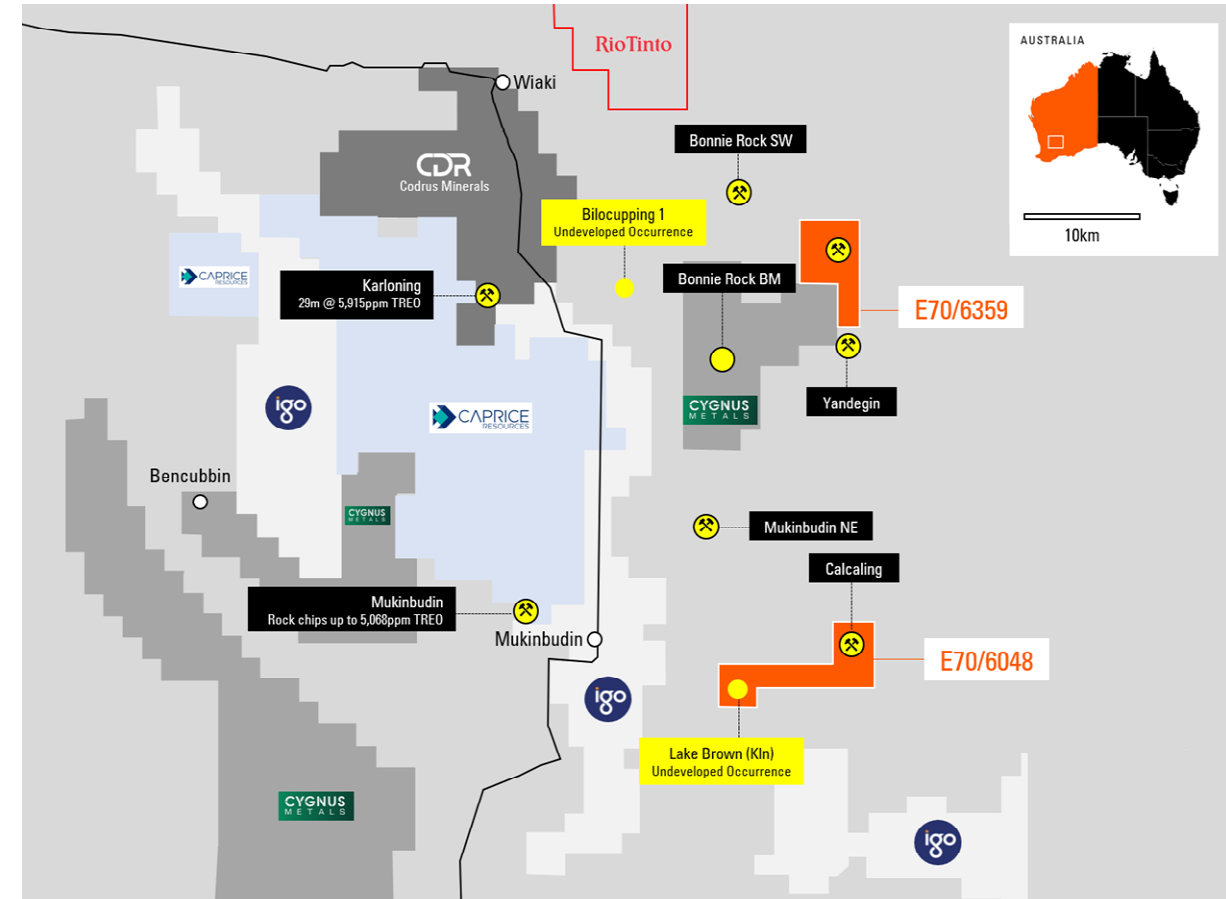 RioTinto
AUSTRALIA
10km
Wiaki
CDR
Codrus Minerals
Bonnie Rock SW
Bilocupping 1
Undeveloped Occurrence
CAPRICE
RESOURCES
Karloning
29m @ 5,915ppm TREO
Bonnie Rock BM
E70/6359
igo
CAPRICE
RESOURCES
CYGNUS
METALS
Yandegin
Bencubbin
CYGNUS
METALS
Mukinbudin NE
Calcaling
Mukinbudin
Rock chips up to 5,068ppm TREO
Mukinbudin
E70/6048
igo
Lake Brown (Kln)
Undeveloped Occurrence
CYGNUS
METALS
igo